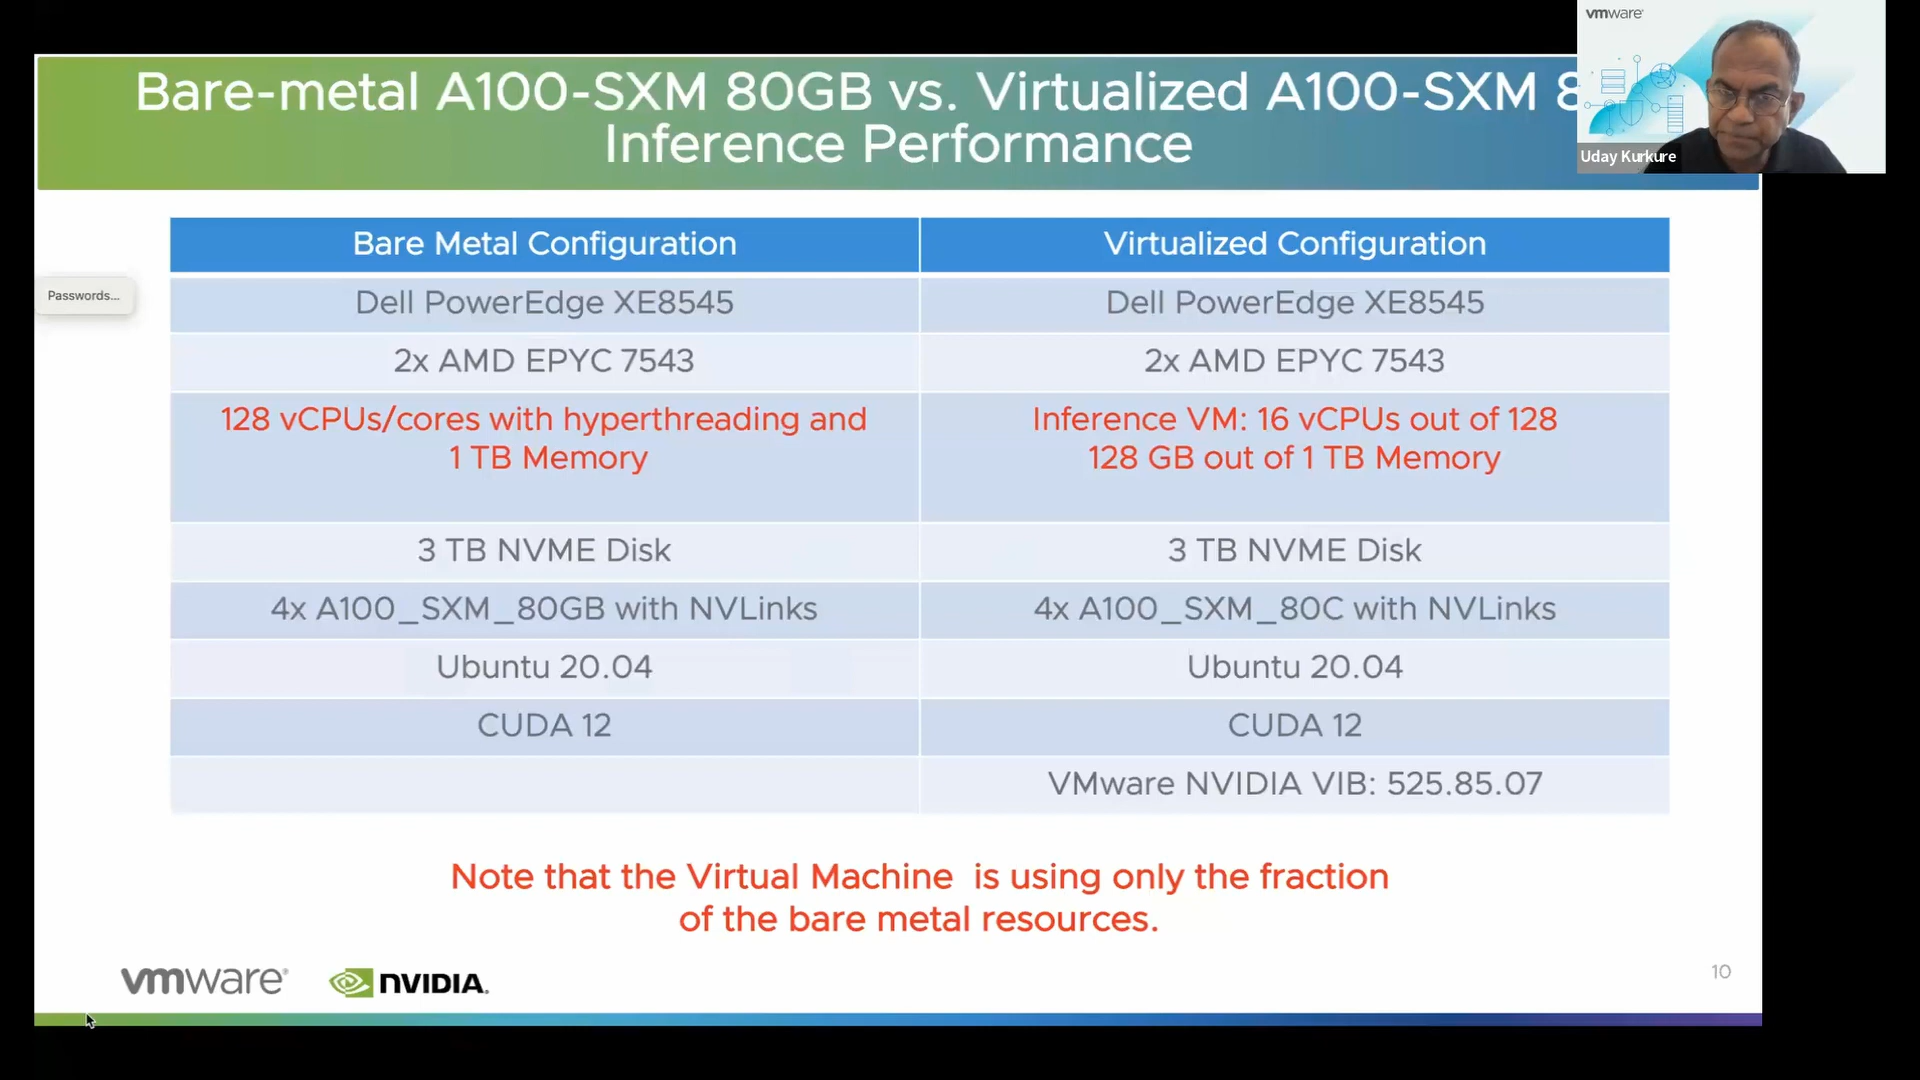 vmware®
Uday Kurkure
Bare-metal A100-SXM 80GB vs. Virtualized A100-SXM 8
Inference Performance
Passwords...
Bare Metal Configuration
Virtualized Configuration
Dell PowerEdge XE8545
Dell PowerEdge XE8545
2x AMD EPYC 7543
2x AMD EPYC 7543
128 vCPUs/cores with hyperthreading and
1 TB Memory
Inference VM: 16 vCPUs out of 128
128 GB out of 1 TB Memory
3 TB NVME Disk
3 TB NVME Disk
4x A100_SXM_80GB with NVLinks
4x A100_SXM_80C with NVLinks
Ubuntu 20.04
Ubuntu 20.04
CUDA 12
CUDA 12
VMware NVIDIA VIB: 525.85.07
Note that the Virtual Machine  is using only the fraction
of the bare metal resources.
vmware®
NVIDIA.
10